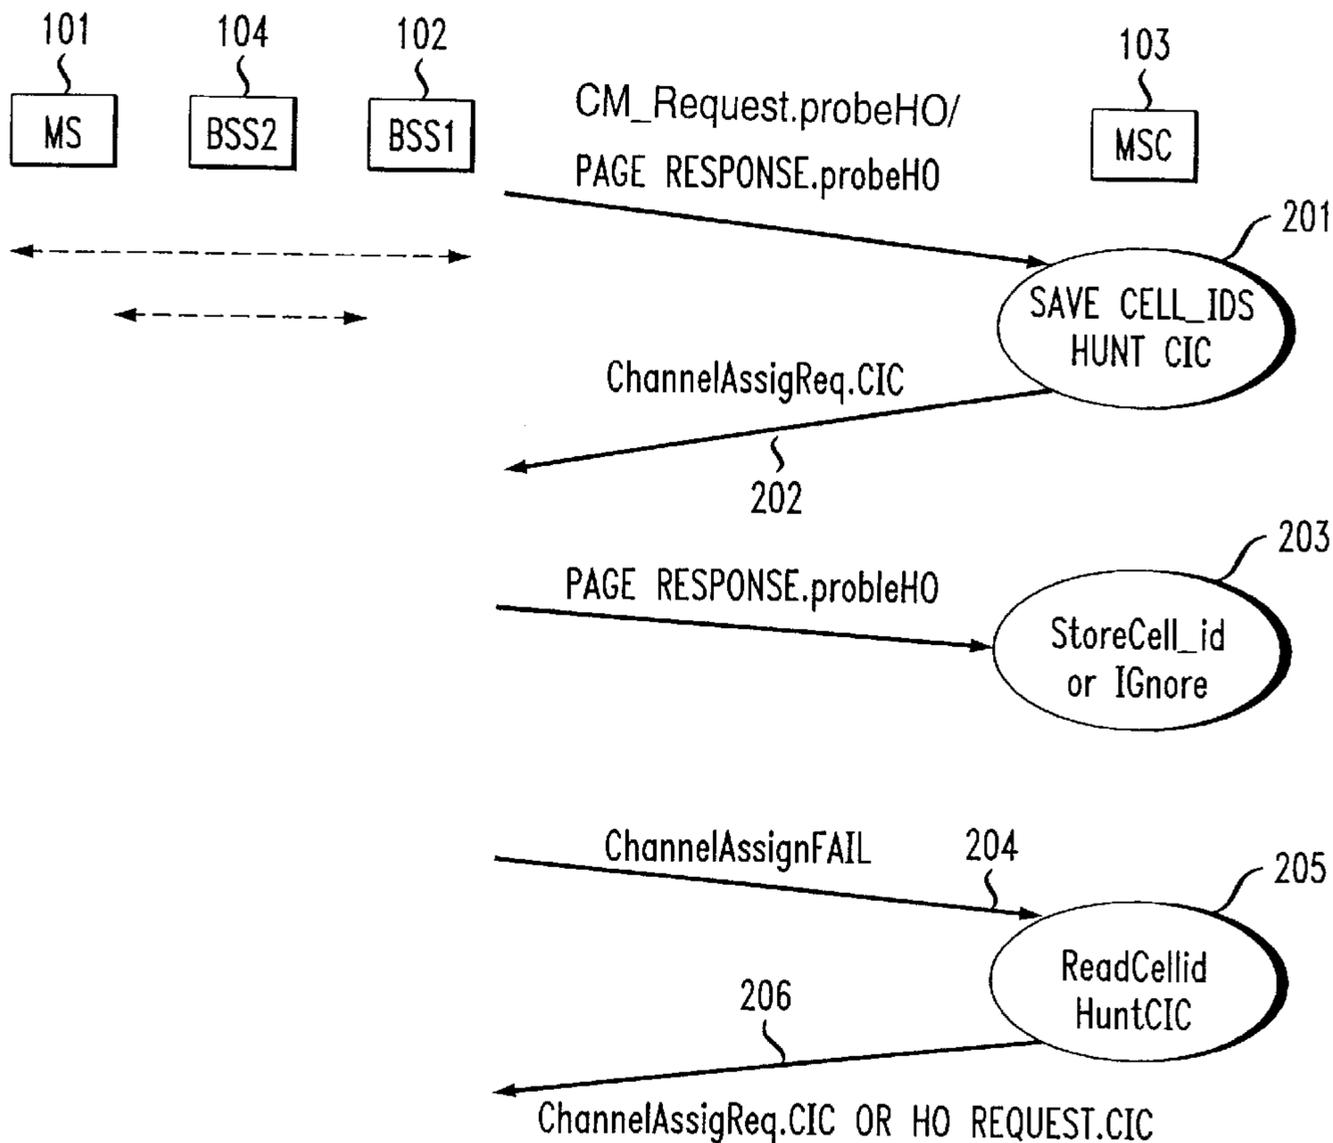 101
104
102
103
MS
BSS2
BSS1
CM_Request.probeHO/
PAGE RESPONSE.probeHO
MSC
201
SAVE CELL_IDS
HUNT CIC
ChannelAssigReq.CIC
202
203
PAGE RESPONSE.probleHO
StoreCell_id
or IGnore
ChannelAssignFAIL
204
205
ReadCellid
HuntCIC
206
ChannelAssigReq.CIC OR HO REQUEST.CIC